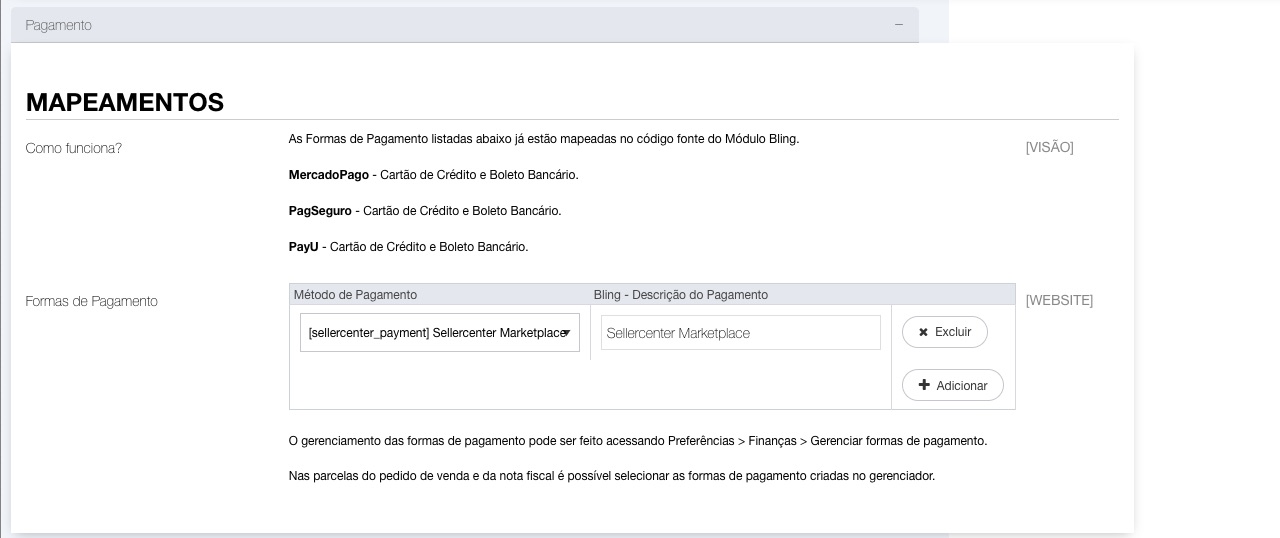 Pagamento
MAPEAMENTOS
Como funciona?
As Formas de Pagamento listadas abaixo já estão mapeadas no código fonte do Módulo Bling.
[VISÃO]
MercadoPago - Cartão de Crédito e Boleto Bancário.
PagSeguro - Cartão de Crédito e Boleto Bancário.
PayU - Cartão de Crédito e Boleto Bancário.
Formas de Pagamento
Método de Pagamento
Bling - Descrição do Pagamento
[WEBSITE]
[sellercenter_payment] Sellercenter Marketplace
Sellercenter Marketplace
Excluir
Adicionar
O gerenciamento das formas de pagamento pode ser feito acessando Preferências > Finanças > Gerenciar formas de pagamento.
Nas parcelas do pedido de venda e da nota fiscal é possível selecionar as formas de pagamento criadas no gerenciador.